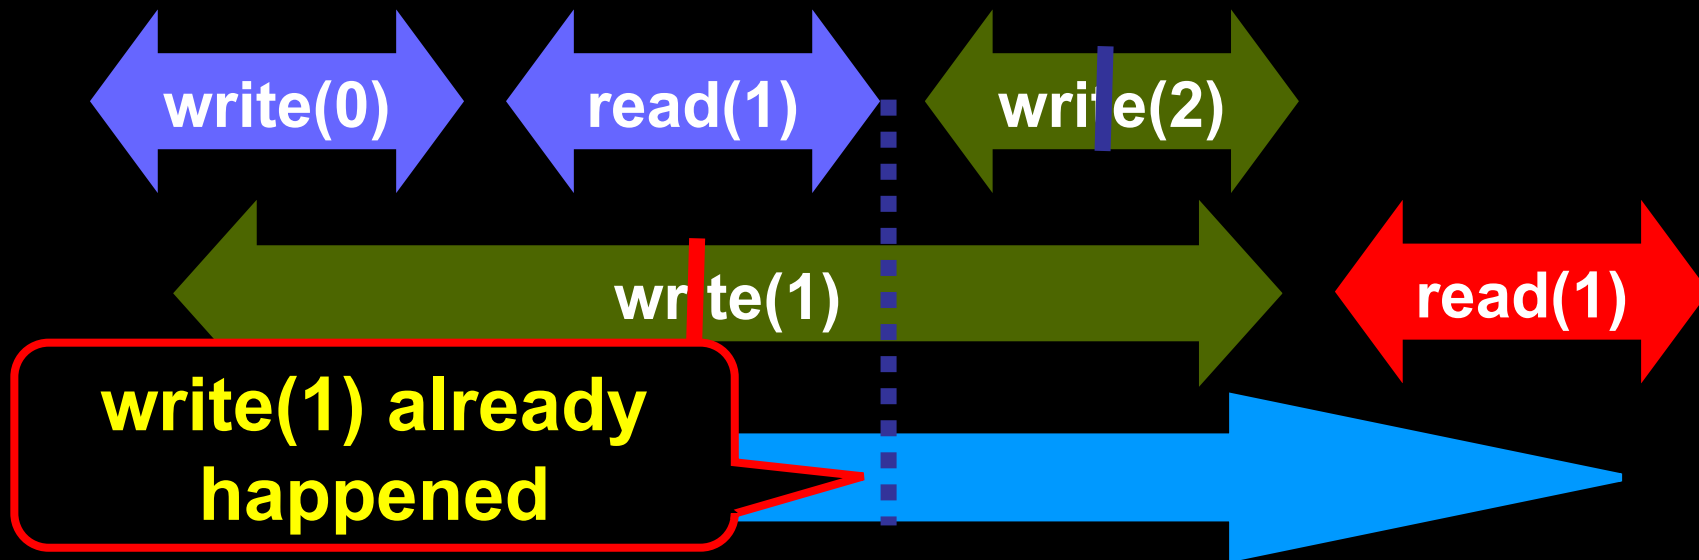 write(0) read(1) write(2)
write(1) read(1)
write(1) already
happened